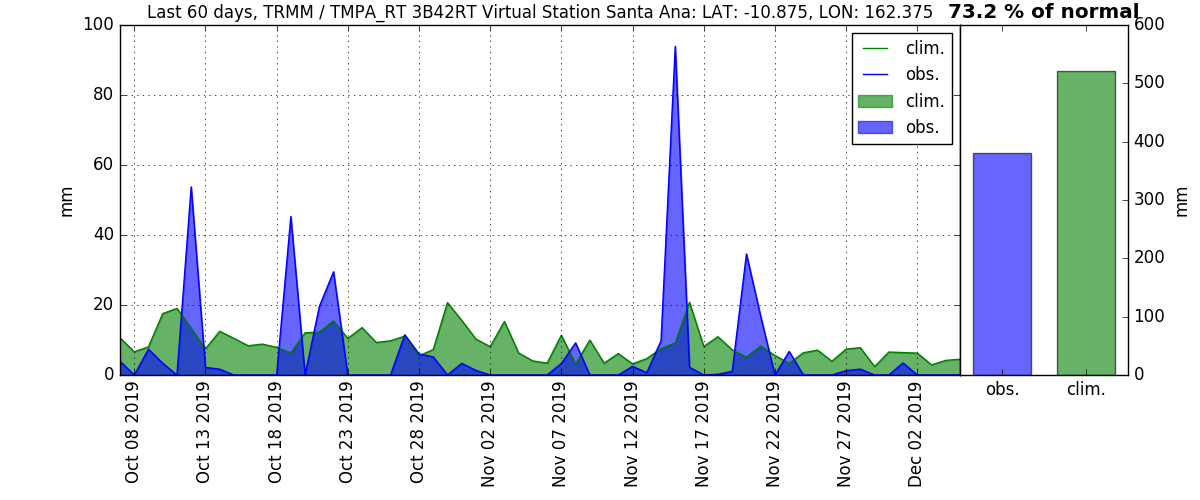 Last 60 days, TRMM / TMPA_RT 3B42RT Virtual Station Santa Ana: LAT: -10.875, LON: 162.375 73.2 % of normal
100
80
60
40
20
0
mm
clim.
obs.
clim.
obs.
600
500
400
300
200
100
0
mm
obs.
clim.
Oct 08 2019
Oct 13 2019
Oct 18 2019
Oct 23 2019
Oct 28 2019
Nov 02 2019
Nov 07 2019
Nov 12 2019
Nov 17 2019
Nov 22 2019
Nov 27 2019
Dec 02 2019